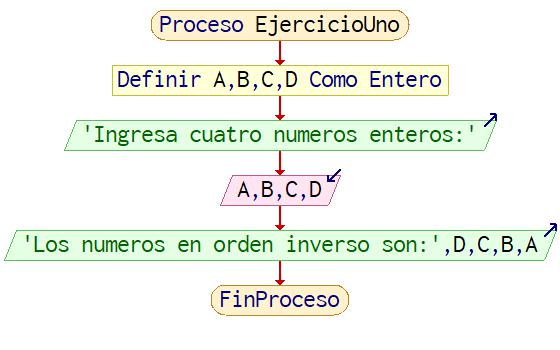 Proceso EjercicioUno
Definir A,B,C,D Como Entero
'Ingresa cuatro numeros enteros:'
A,B,C,D
'Los numeros en orden inverso son:',D,C,B,A
FinProceso